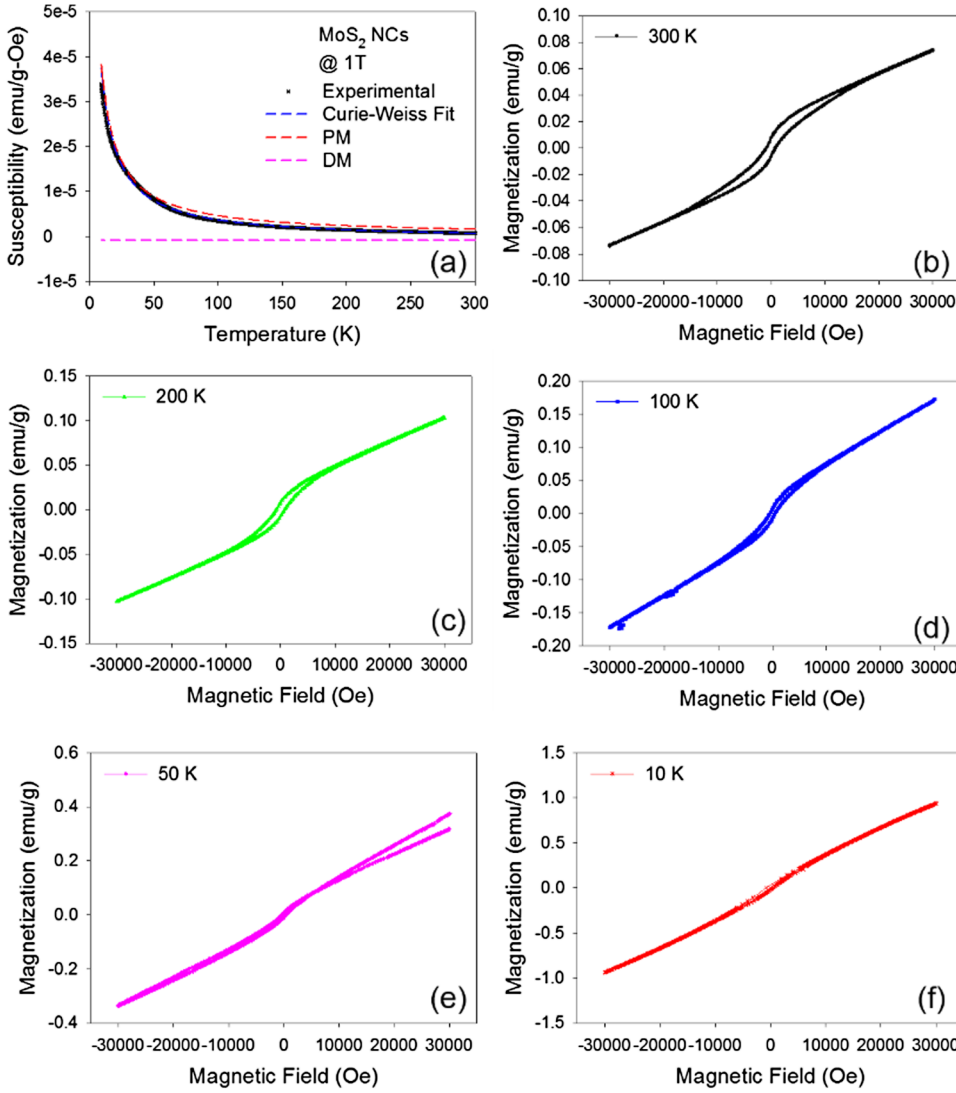 5e-5
4e-5
3e-5
2e-5
1e-5
0
-1e-5
Susceptibility (emu/g-Oe)
MoS₂ NCs
@ 1T
Experimental
Curie-Weiss Fit
PM
DM
(a)
0 50 100 150 200 250 300
Temperature (K)
0.10
0.08
0.06
0.04
0.02
0.00
-0.02
-0.04
-0.06
-0.08
0.10
Magnetization (emu/g)
300 K
(b)
-30000 -20000 -10000 0 10000 20000 30000
Magnetic Field (Oe)
0.15
0.10
0.05
0.00
-0.05
-0.10
-0.15
Magnetization (emu/g)
200 K
(c)
-30000 -20000 -10000 0 10000 20000 30000
Magnetic Field (Oe)
0.20
0.15
0.10
0.05
0.00
-0.05
-0.10
-0.15
-0.20
Magnetization (emu/g)
100 K
(d)
-30000 -20000 -10000 0 10000 20000 30000
Magnetic Field (Oe)
0.6
0.4
0.2
0.0
-0.2
-0.4
Magnetization (emu/g)
50 K
(e)
-30000 -20000 -10000 0 10000 20000 30000
Magnetic Field (Oe)
1.5
1.0
0.5
0.0
-0.5
-1.0
-1.5
Magnetization (emu/g)
10 K
(f)
-30000 -20000 -10000 0 10000 20000 30000
Magnetic Field (Oe)